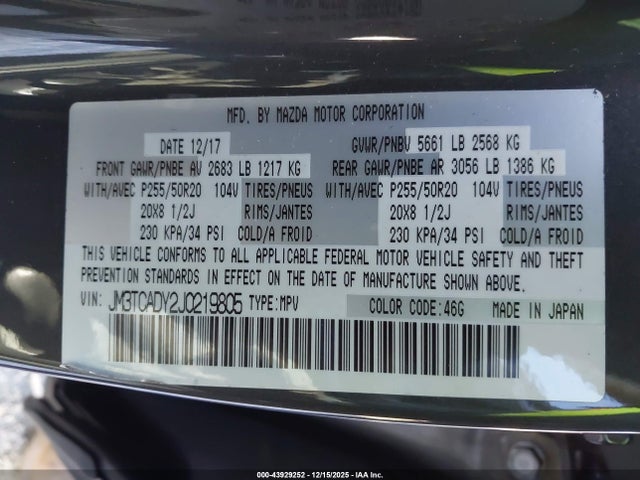 MFD. BY MAZDA MOTOR CORPORATION
DATE 12/17 GVWR/PNBV 5661 LB 2568 KG
FRONT GAWR/PNBE AV 2683 LB 1217 KG REAR GAWR/PNBE AR 3056 LB 1386 KG
WITH/AVEC P255/50R20 104V TIRES/PNEUS WITH/AVEC P255/50R20 104V TIRES/PNEUS
20X8 1/2J RIMS/JANTES 20X8 1/2J RIMS/JANTES
230 KPA/34 PSI COLD/A FROID 230 KPA/34 PSI COLD/A FROID
THIS VEHICLE CONFORMS TO ALL APPLICABLE FEDERAL MOTOR VEHICLE SAFETY AND THEFT
PREVENTION STANDARDS IN EFFECT ON THE DATE OF MANUFACTURE SHOWN ABOVE.
VIN: JM3TCADY2J0219805 TYPE:MPV COLOR CODE:46G MADE IN JAPAN
000-43929252 - 12/15/2025 - IAA Inc.